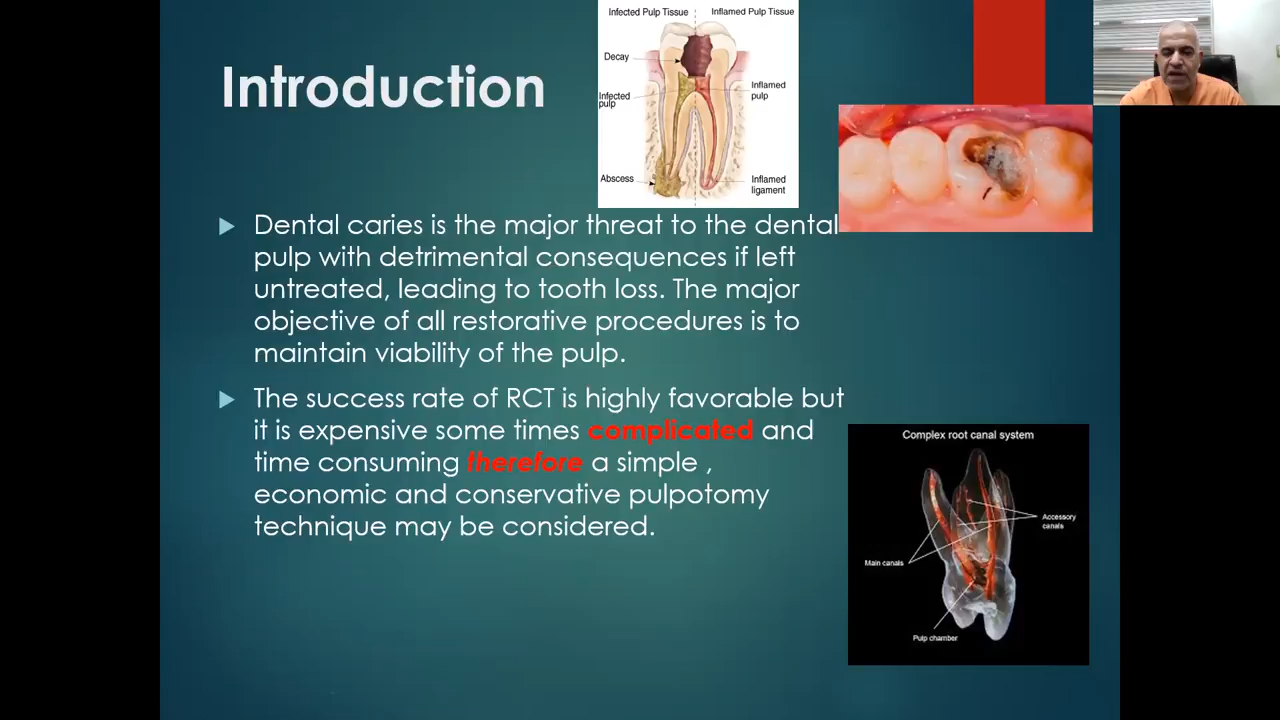 Introduction
Infected Pulp Tissue
Inflamed Pulp Tissue
Decay
Infected
pulp
Inflamed
pulp
Abscess
Inflamed
ligament
Dental caries is the major threat to the dental
pulp with detrimental consequences if left
untreated, leading to tooth loss. The major
objective of all restorative procedures is to
maintain viability of the pulp.
The success rate of RCT is highly favorable but
it is expensive some times complicated and
time consuming therefore a simple ,
economic and conservative pulpotomy
technique may be considered.
Complex root canal system
Accessory
canals
Main canals
Pulp chamber